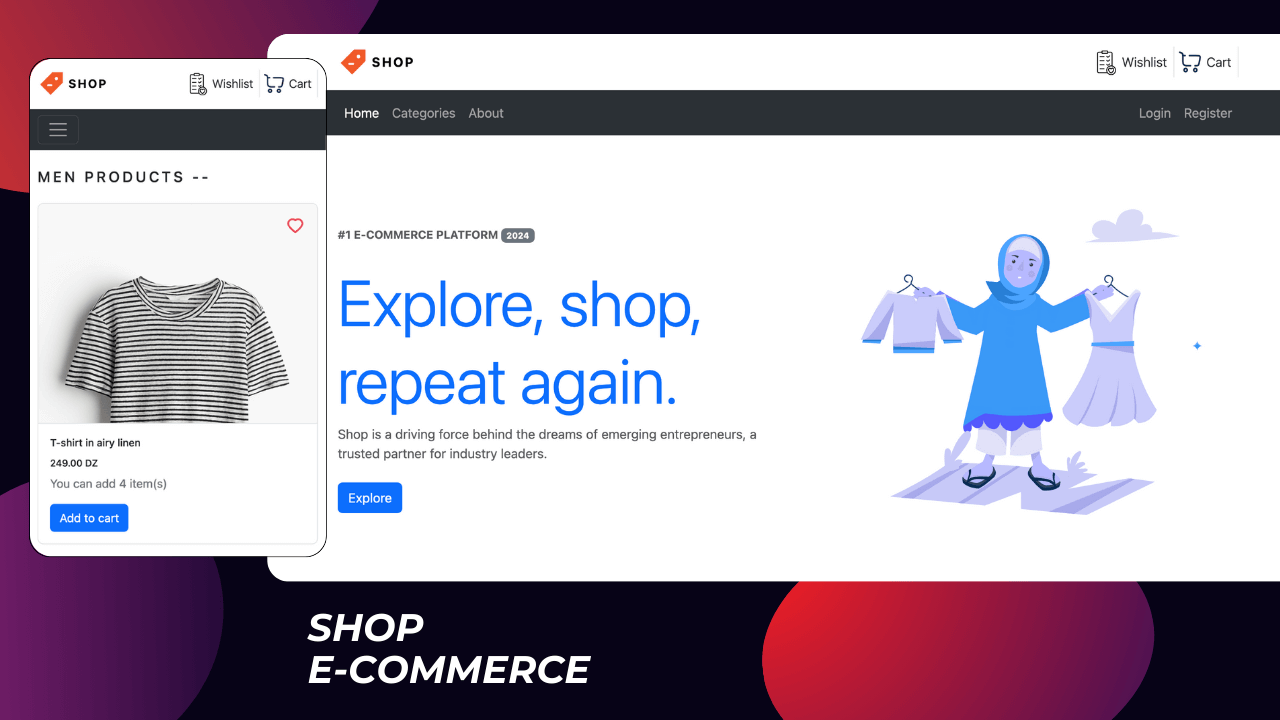 SHOP
Wishlist
Cart
MEN PRODUCTS --
T-shirt in airy linen
249.00 DZ
You can add 4 item(s)
Add to cart
SHOP
Wishlist
Cart
Home Categories About
Login Register
#1 E-COMMERCE PLATFORM 2024
Explore, shop,
repeat again.
Shop is a driving force behind the dreams of emerging entrepreneurs, a
trusted partner for industry leaders.
Explore
SHOP
E-COMMERCE